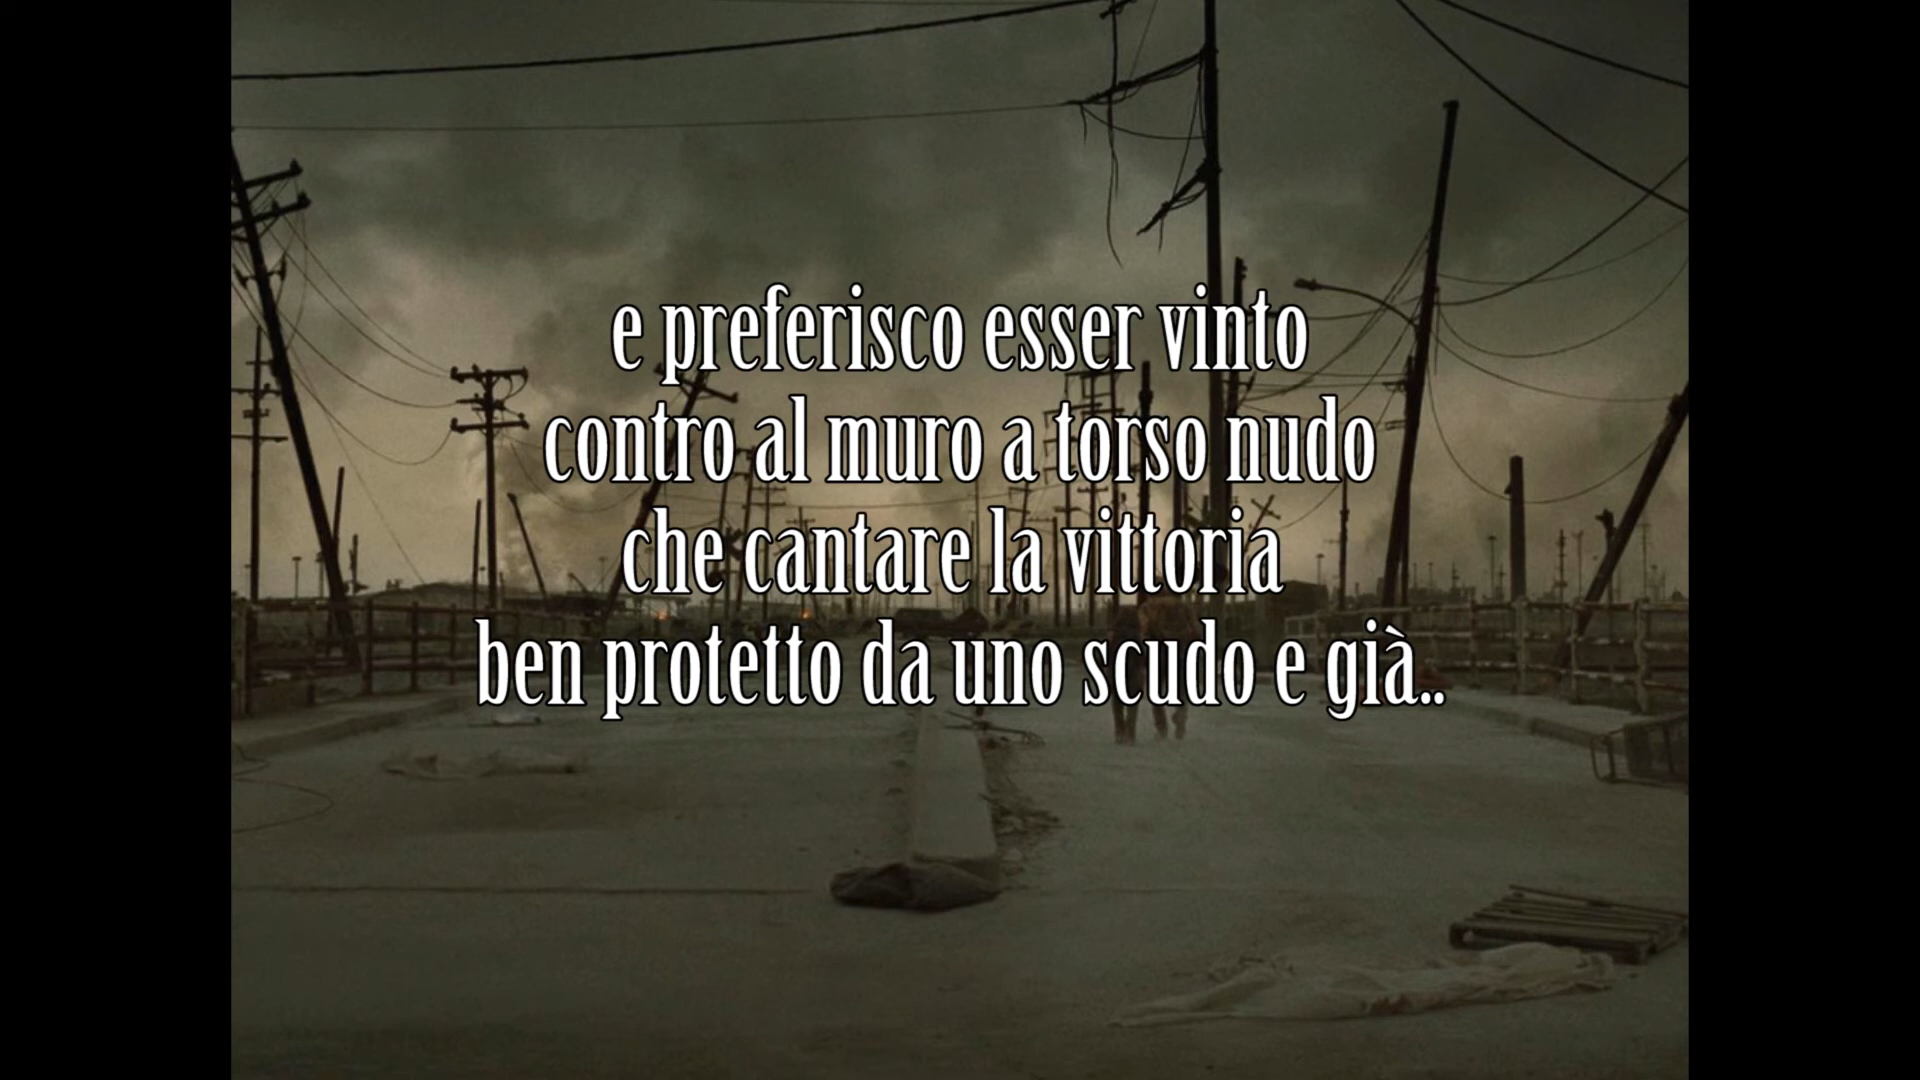 e preferisco esser vinto
contro al muro a torso nudo
che cantare la vittoria
ben protetto da uno scudo e già..